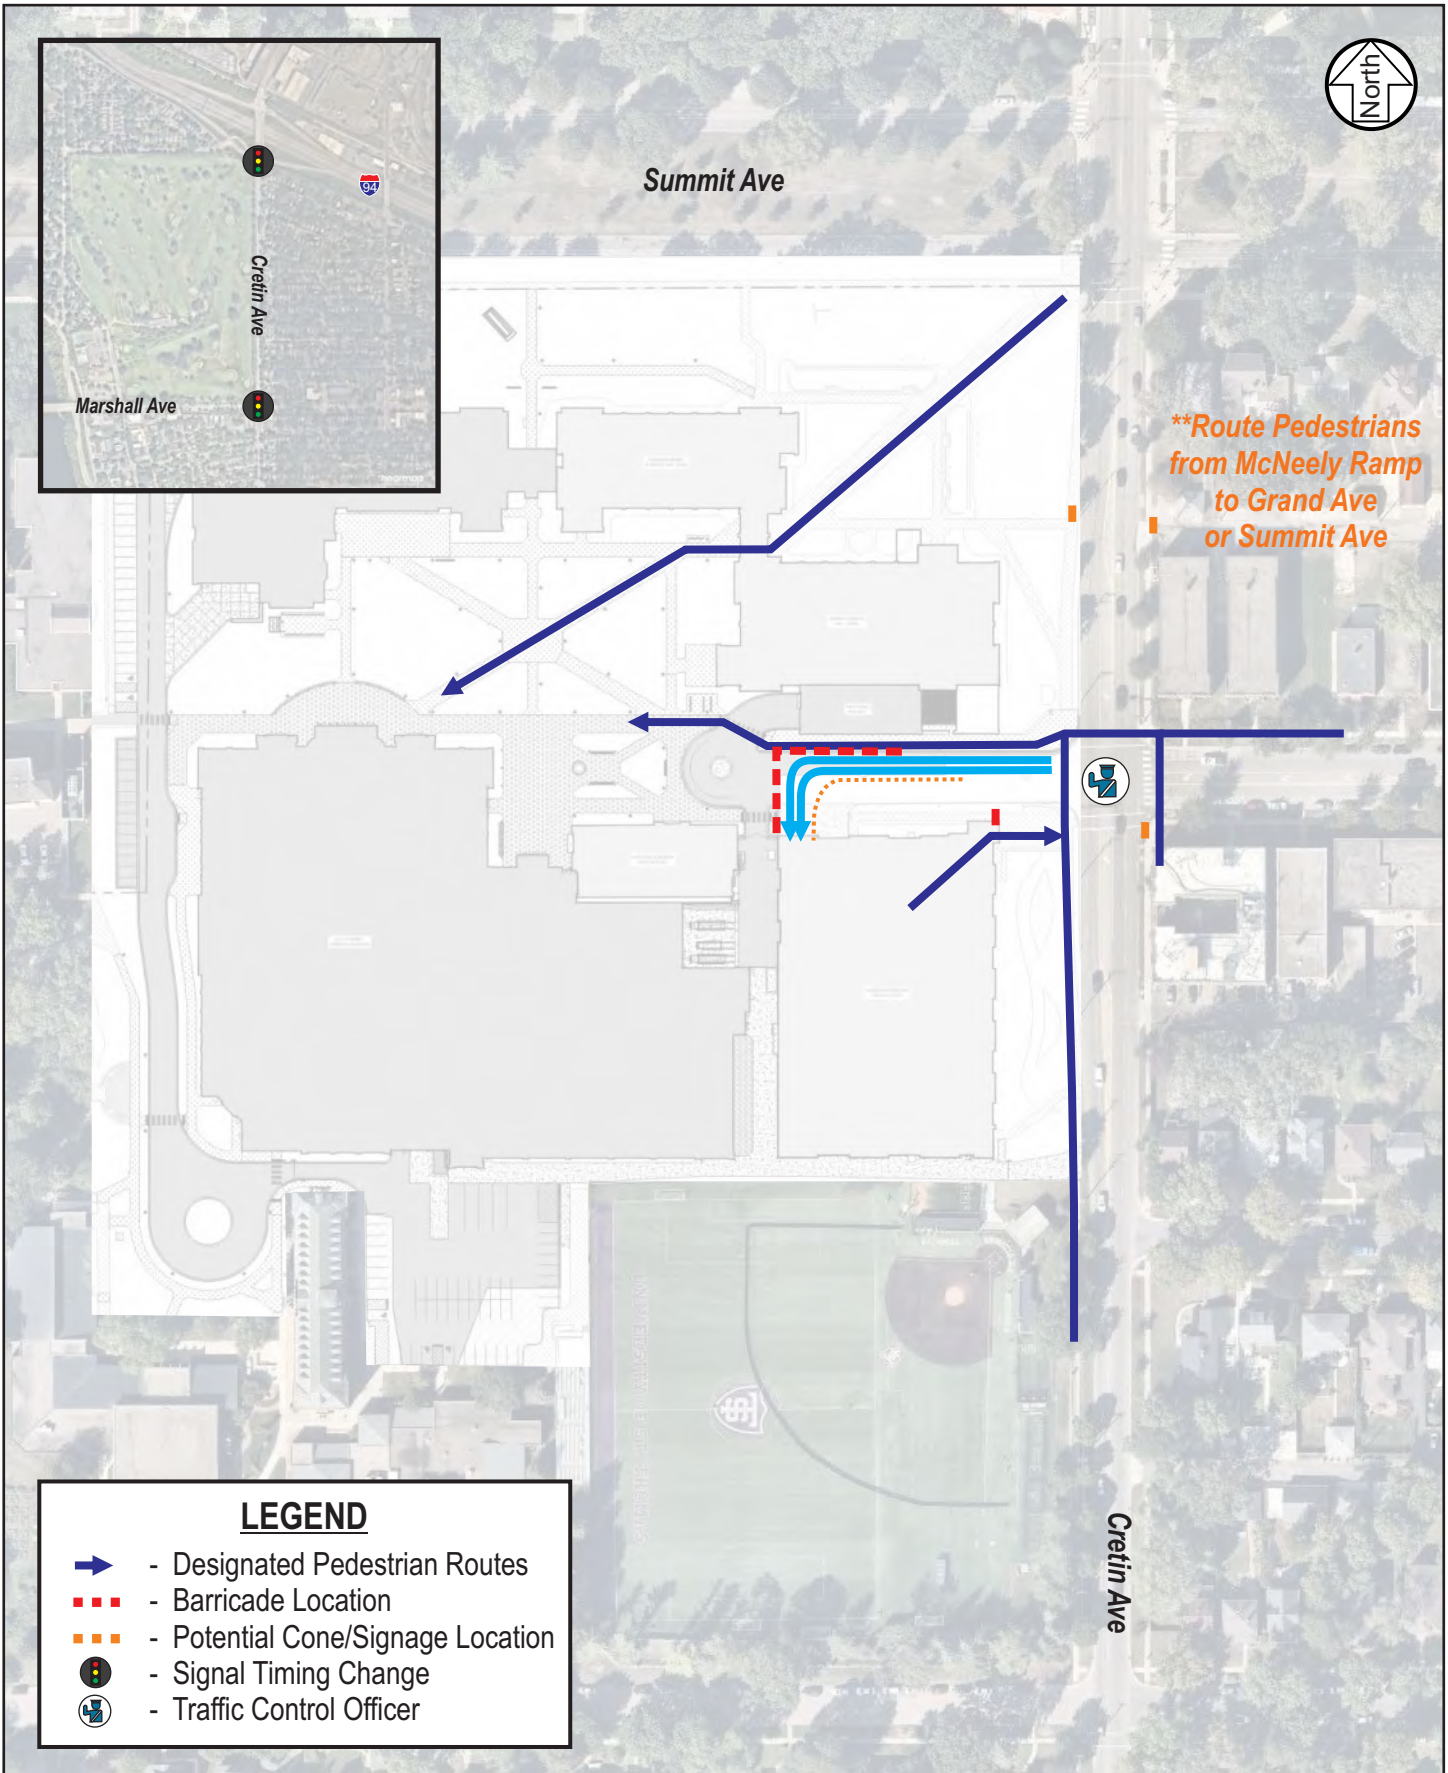 North
Summit Ave
94
Cretin Ave
Marshall Ave
nearmap
**Route Pedestrians
from McNeely Ramp
to Grand Ave
or Summit Ave
Cretin Ave
LEGEND
- Designated Pedestrian Routes
- Barricade Location
- Potential Cone/Signage Location
- Signal Timing Change
- Traffic Control Officer